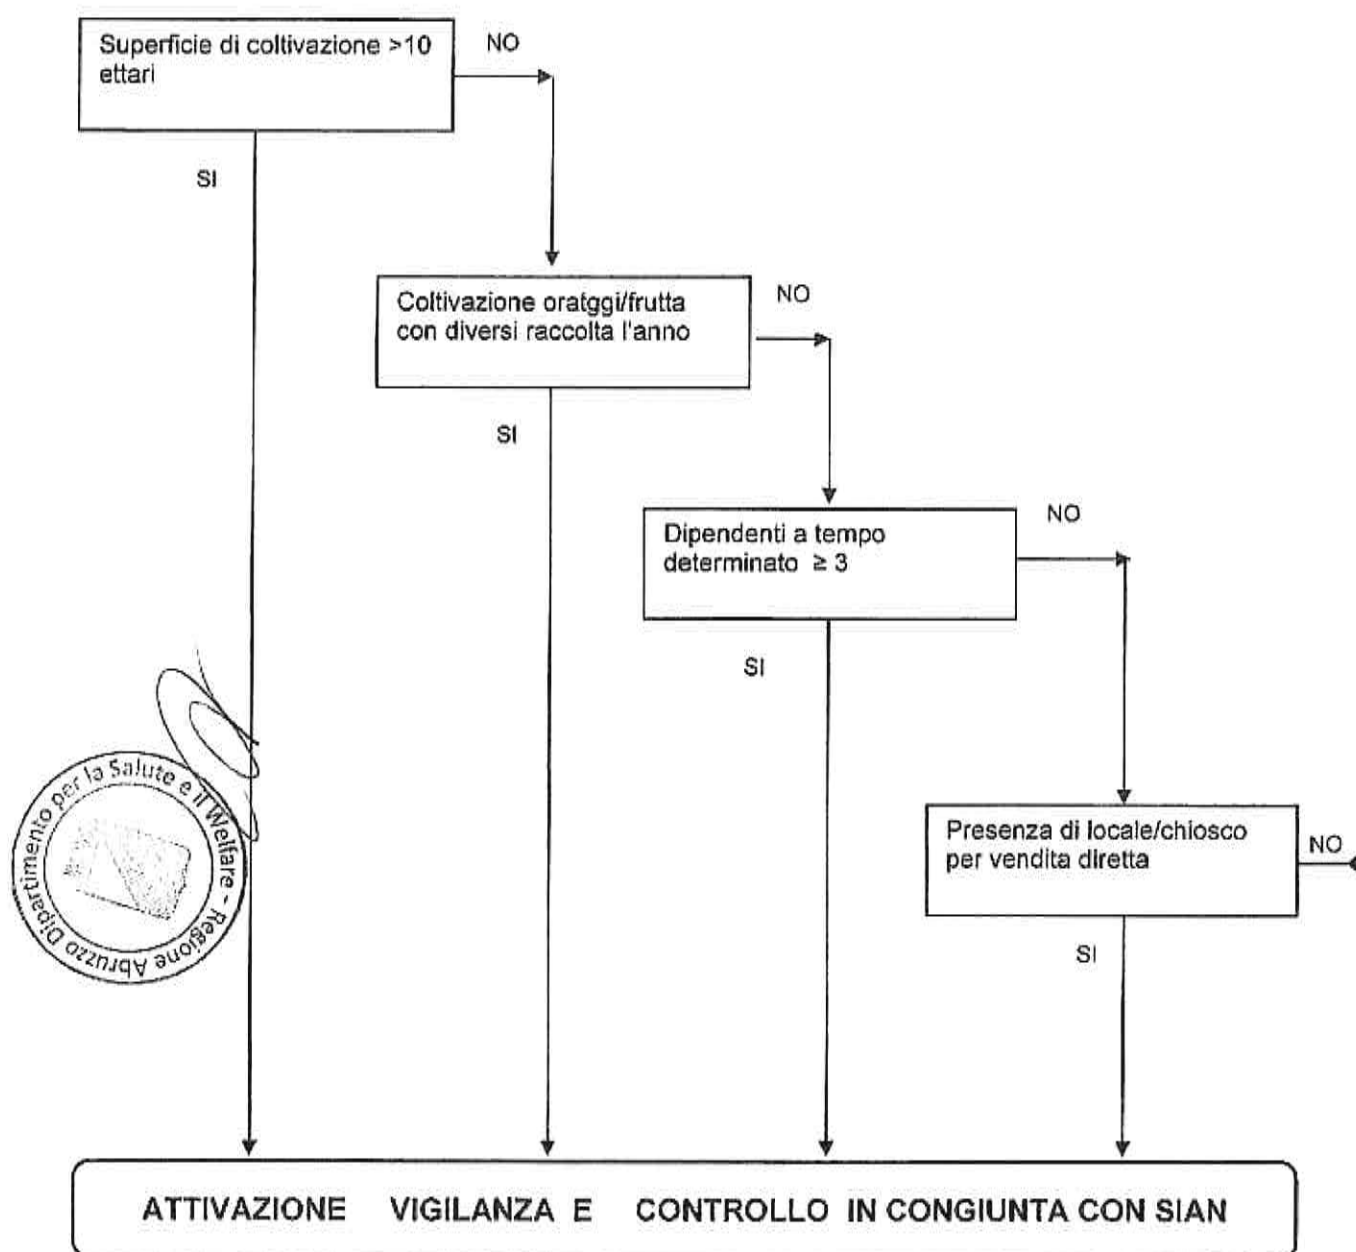 Superficie di coltivazione >10
ettari
NO
SI
Coltivazione oratggi/frutta
con diversi raccolta l'anno
NO
SI
Dipendenti a tempo
determinato ≥ 3
NO
SI
Dipartimento per la Salute e il Welfare - Regione Abruzzo
Presenza di locale/chiosco
per vendita diretta
NO
SI
ATTIVAZIONE VIGILANZA E CONTROLLO IN CONGIUNTA CON SIAN